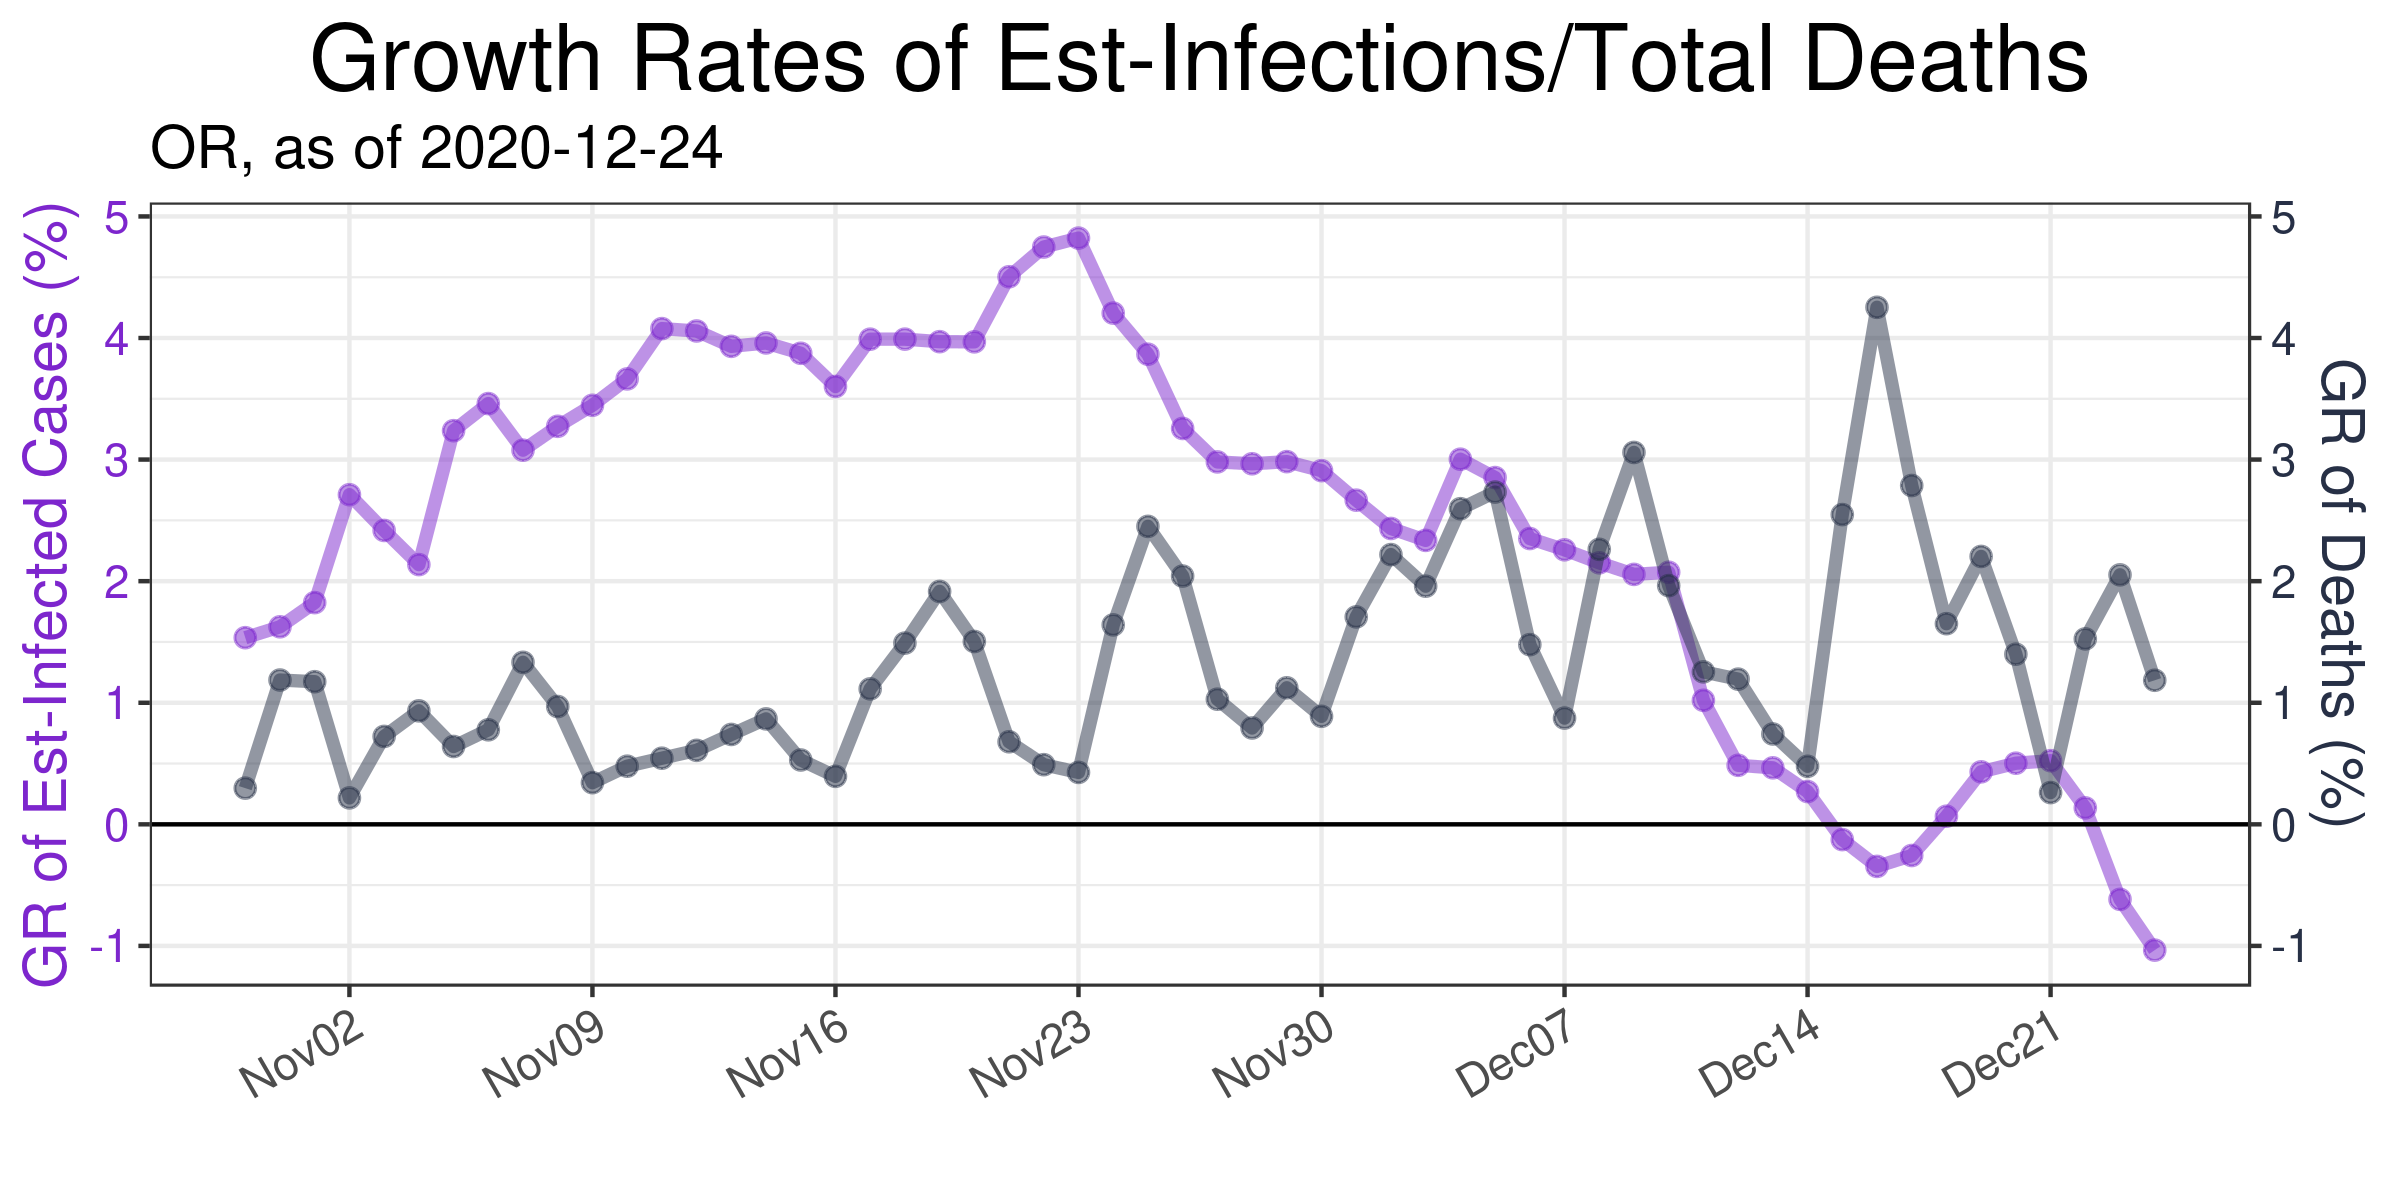 Growth Rates of Est-Infections/Total Deaths
OR, as of 2020-12-24
GR of Est-Infected Cases (%)
5
4
3
2
1
0
-1
5
4
3
2
1
0
-1
GR of Deaths (%)
Nov02
Nov09
Nov16
Nov23
Nov30
Dec07
Dec14
Dec21